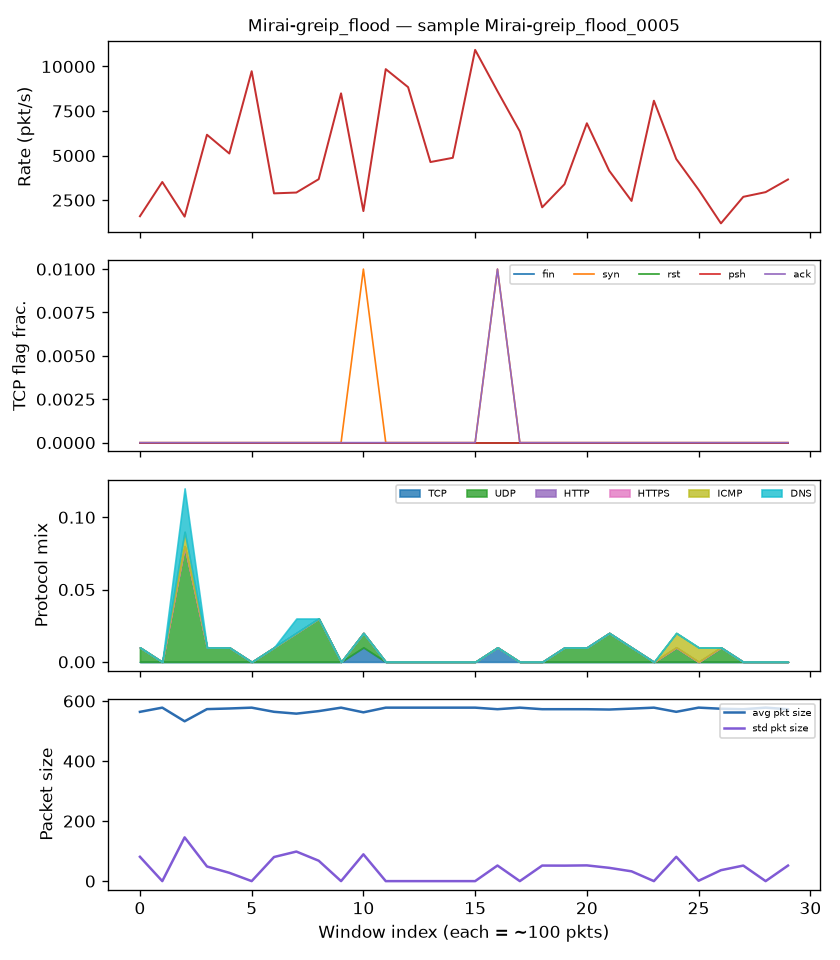 Mirai-greip_flood — sample Mirai-greip_flood_0005
Rate (pkt/s)
10000
7500
5000
2500
TCP flag frac.
0.0100
0.0075
0.0050
0.0025
0.0000
fin syn rst psh ack
Protocol mix
0.10
0.05
0.00
TCP UDP HTTP HTTPS ICMP DNS
Packet size
600
400
200
0
avg pkt size
std pkt size
0 5 10 15 20 25 30
Window index (each = ~100 pkts)